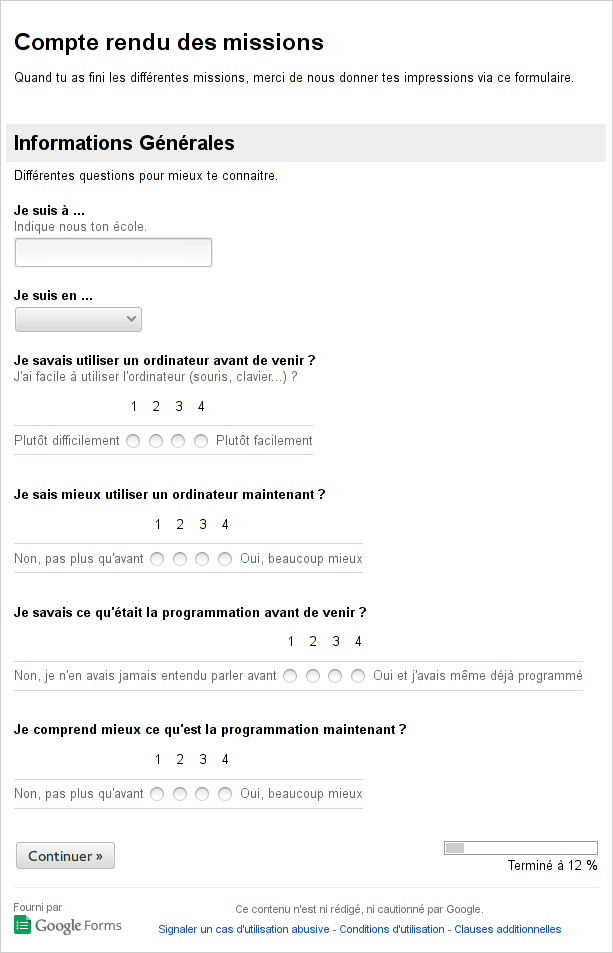 Compte rendu des missions
Quand tu as fini les différentes missions, merci de nous donner tes impressions via ce formulaire.
Informations Générales
Différentes questions pour mieux te connaitre.
Je suis à ...
Indique nous ton école.
Je suis en ...
Je savais utiliser un ordinateur avant de venir ?
J'ai facile à utiliser l'ordinateur (souris, clavier...) ?
1 2 3 4
Plutôt difficilement Plutôt facilement
Je sais mieux utiliser un ordinateur maintenant ?
1 2 3 4
Non, pas plus qu'avant Oui, beaucoup mieux
Je savais ce qu'était la programmation avant de venir ?
1 2 3 4
Non, je n'en avais jamais entendu parler avant Oui et j'avais même déjà programmé
Je comprend mieux ce qu'est la programmation maintenant ?
1 2 3 4
Non, pas plus qu'avant Oui, beaucoup mieux
Continuer »
Terminé à 12 %
Fourni par
Google Forms
Ce contenu n'est ni rédigé, ni cautionné par Google.
Signaler un cas d'utilisation abusive - Conditions d'utilisation - Clauses additionnelles